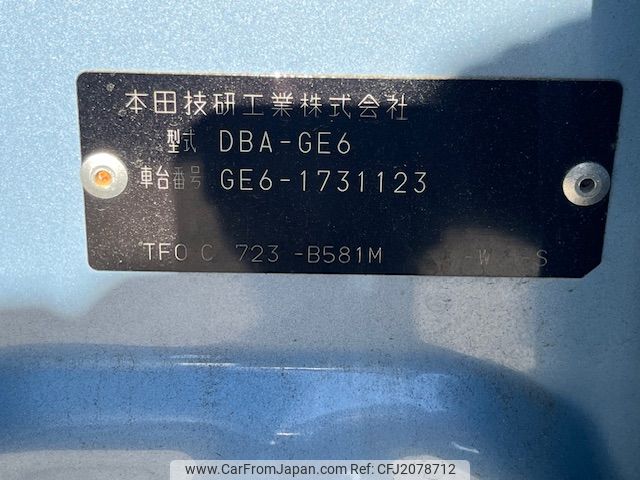 本田技研工業株式会社
型式 DBA-GE6
車台番号 GE6-1731123
TF0 C 723 -B581M -W -S
www.CarFromJapan.com | Ref: CFJ2078712